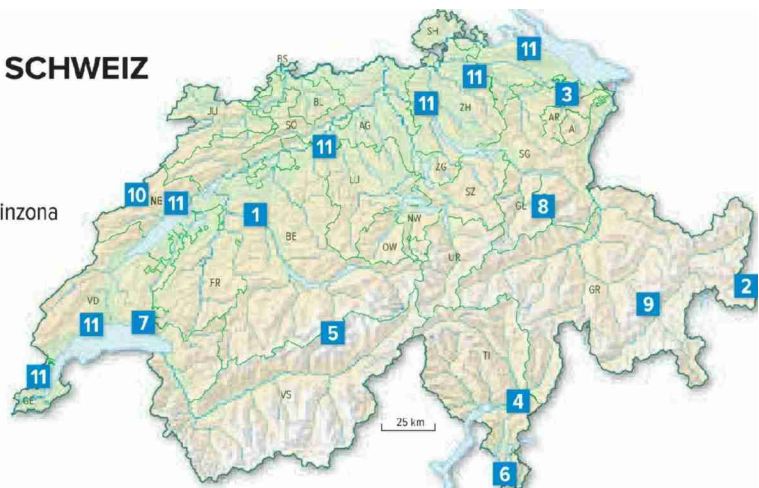 SCHWEIZ
SH
11
BS
11
3
JU
BL
11
ZH
AR
A
SO
AG
11
SG
ZG
LU
10
NE
11
SZ
inzona
1
GL
8
NW
BE
OW
UR
FR
GR
2
VD
9
11
7
5
TI
11
VS
4
GE
25 km
6